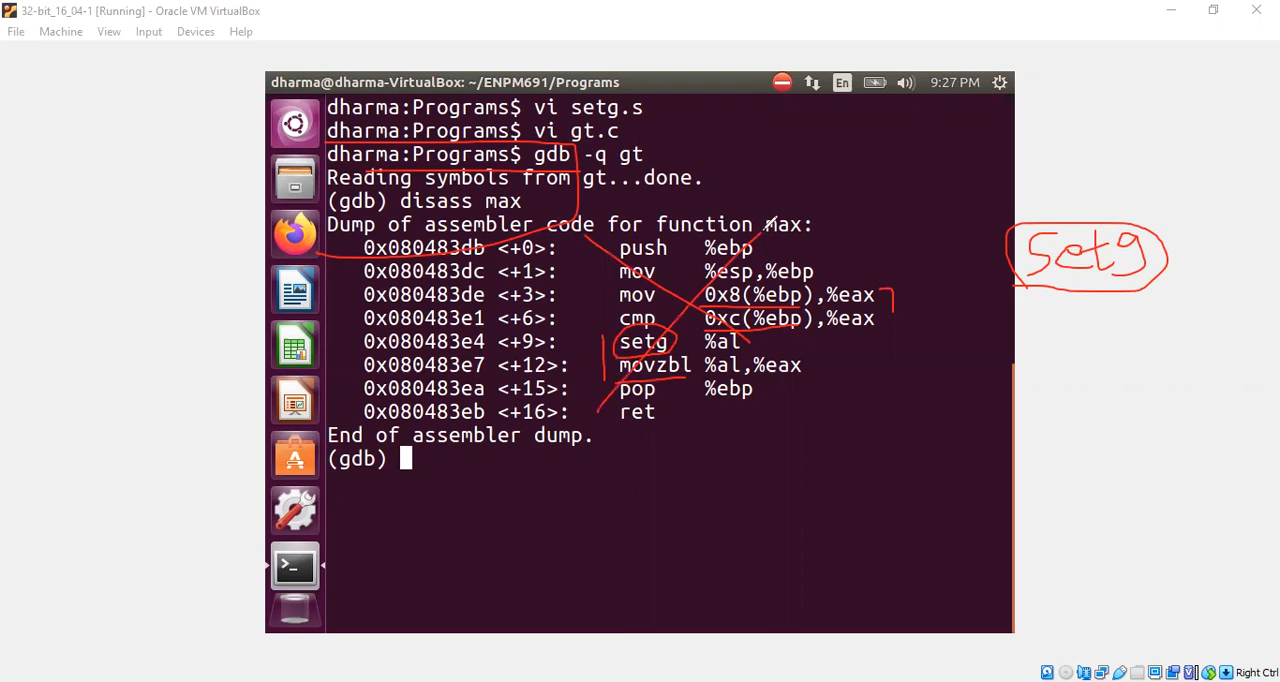 32-bit_16_04-1 [Running] - Oracle VM VirtualBox
File Machine View Input Devices Help
dharma@dharma-VirtualBox: ~/ENPM691/Programs En 9:27 PM
dharma:Programs$ vi setg.s
dharma:Programs$ vi gt.c
dharma:Programs$ gdb -q gt
Reading symbols from gt...done.
(gdb) disass max
Dump of assembler code for function max:
0x080483db <+0>: push %ebp
0x080483dc <+1>: mov %esp,%ebp
0x080483de <+3>: mov 0x8(%ebp),%eax
0x080483e1 <+6>: cmp 0xc(%ebp),%eax
0x080483e4 <+9>: setg %al
0x080483e7 <+12>: movzbl %al,%eax
0x080483ea <+15>: pop %ebp
0x080483eb <+16>: ret
End of assembler dump.
(gdb)
setg
Right Ctrl